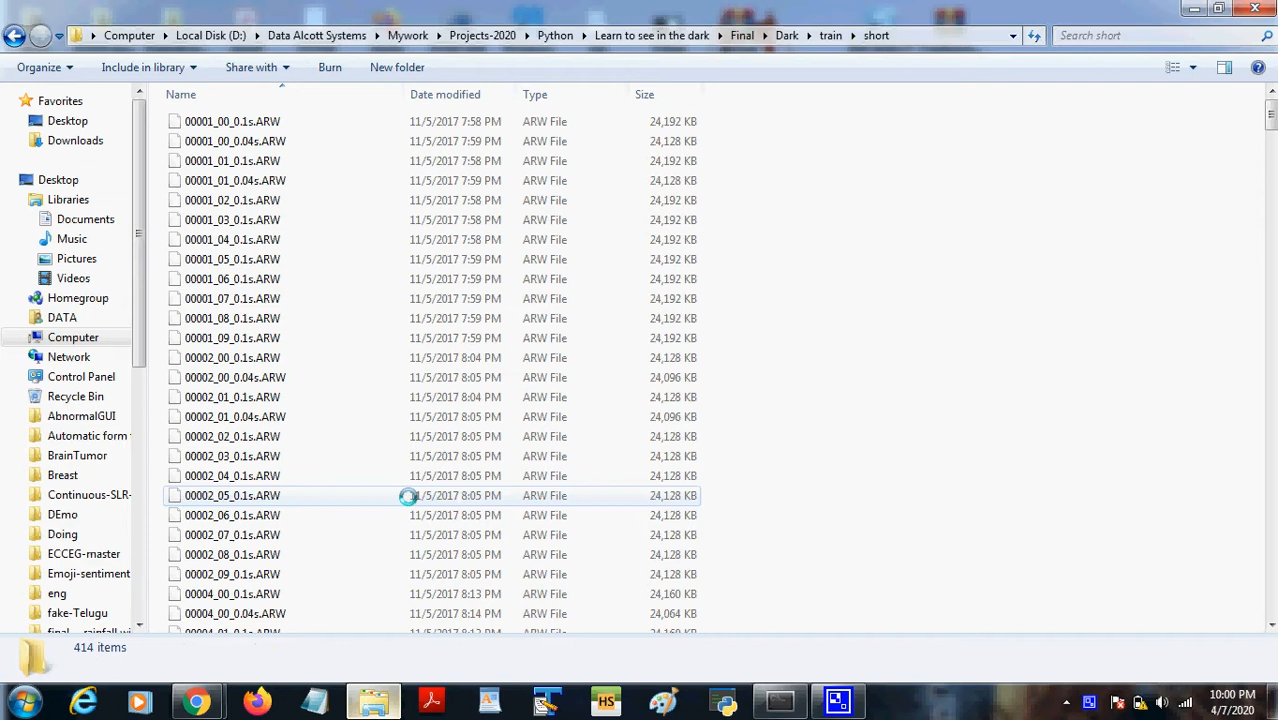 Computer ▸ Local Disk (D:) ▸ Data Alcott Systems ▸ Mywork ▸ Projects-2020 ▸ Python ▸ Learn to see in the dark ▸ Final ▸ Dark ▸ train ▸ short
Search short
Organize Include in library Share with Burn New folder
Name Date modified Type Size
Favorites
Desktop
Downloads
Desktop
Libraries
Documents
Music
Pictures
Videos
Homegroup
DATA
Computer
Network
Control Panel
Recycle Bin
AbnormalGUI
Automatic form
BrainTumor
Breast
Continuous-SLR-
DEmo
Doing
ECCEG-master
Emoji-sentiment
eng
fake-Telugu
00001_00_0.1s.ARW 11/5/2017 7:58 PM ARW File 24,192 KB
00001_00_0.04s.ARW 11/5/2017 7:59 PM ARW File 24,128 KB
00001_01_0.1s.ARW 11/5/2017 7:58 PM ARW File 24,192 KB
00001_01_0.04s.ARW 11/5/2017 7:59 PM ARW File 24,128 KB
00001_02_0.1s.ARW 11/5/2017 7:58 PM ARW File 24,192 KB
00001_03_0.1s.ARW 11/5/2017 7:58 PM ARW File 24,192 KB
00001_04_0.1s.ARW 11/5/2017 7:58 PM ARW File 24,192 KB
00001_05_0.1s.ARW 11/5/2017 7:59 PM ARW File 24,192 KB
00001_06_0.1s.ARW 11/5/2017 7:59 PM ARW File 24,192 KB
00001_07_0.1s.ARW 11/5/2017 7:59 PM ARW File 24,192 KB
00001_08_0.1s.ARW 11/5/2017 7:59 PM ARW File 24,192 KB
00001_09_0.1s.ARW 11/5/2017 7:59 PM ARW File 24,192 KB
00002_00_0.1s.ARW 11/5/2017 8:04 PM ARW File 24,128 KB
00002_00_0.04s.ARW 11/5/2017 8:05 PM ARW File 24,096 KB
00002_01_0.1s.ARW 11/5/2017 8:04 PM ARW File 24,128 KB
00002_01_0.04s.ARW 11/5/2017 8:05 PM ARW File 24,096 KB
00002_02_0.1s.ARW 11/5/2017 8:05 PM ARW File 24,128 KB
00002_03_0.1s.ARW 11/5/2017 8:05 PM ARW File 24,128 KB
00002_04_0.1s.ARW 11/5/2017 8:05 PM ARW File 24,128 KB
00002_05_0.1s.ARW 11/5/2017 8:05 PM ARW File 24,128 KB
00002_06_0.1s.ARW 11/5/2017 8:05 PM ARW File 24,128 KB
00002_07_0.1s.ARW 11/5/2017 8:05 PM ARW File 24,128 KB
00002_08_0.1s.ARW 11/5/2017 8:05 PM ARW File 24,128 KB
00002_09_0.1s.ARW 11/5/2017 8:05 PM ARW File 24,128 KB
00004_00_0.1s.ARW 11/5/2017 8:13 PM ARW File 24,160 KB
00004_00_0.04s.ARW 11/5/2017 8:14 PM ARW File 24,064 KB
414 items
HS
10:00 PM
4/7/2020